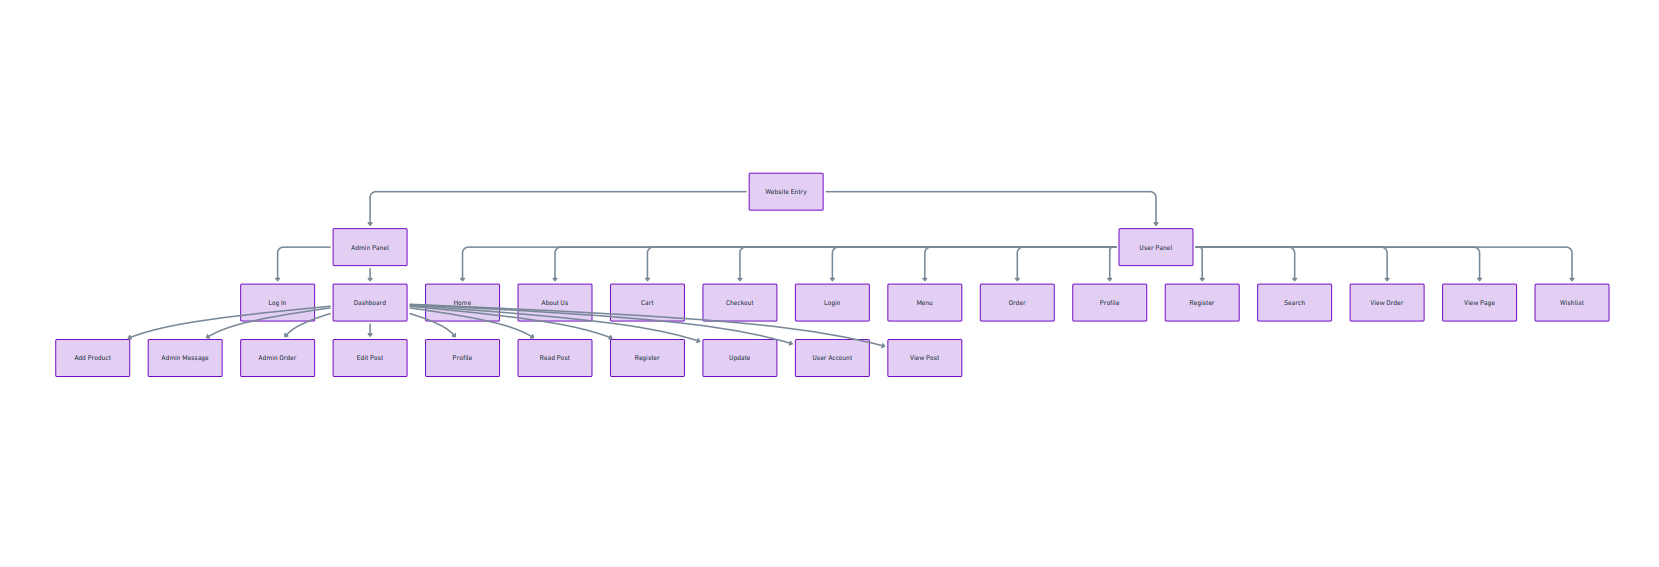 Website Entry
Admin Panel
User Panel
Log In
Dashboard
Home
About Us
Cart
Checkout
Login
Menu
Order
Profile
Register
Search
View Order
View Page
Wishlist
Add Product
Admin Message
Admin Order
Edit Post
Profile
Read Post
Register
Update
User Account
View Post